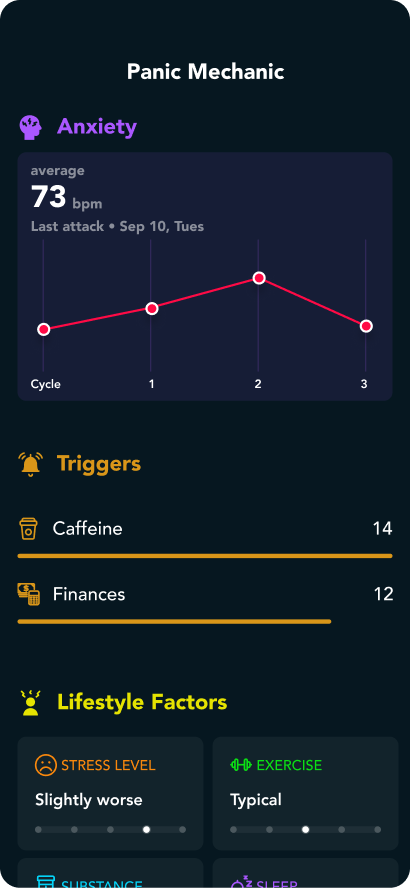 Panic Mechanic
Anxiety
average
73 bpm
Last attack • Sep 10, Tues
Cycle 1 2 3
Triggers
Caffeine 14
Finances 12
Lifestyle Factors
STRESS LEVEL
Slightly worse
EXERCISE
Typical
SUBSTANCE
SLEEP